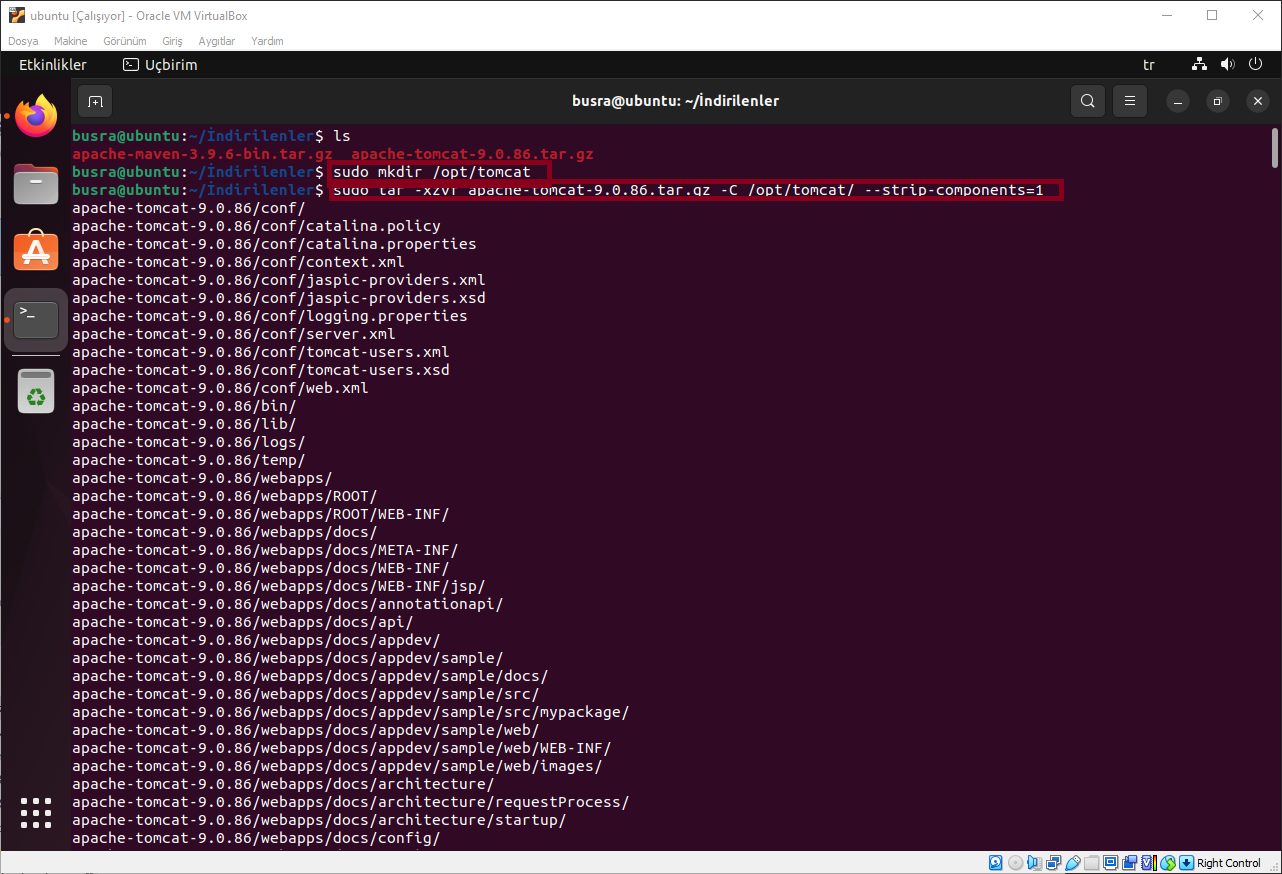 ubuntu [Çalışıyor] - Oracle VM VirtualBox
Dosya Makine Görünüm Giriş Aygıtlar Yardım
Etkinlikler Uçbirim tr
busra@ubuntu: ~/İndirilenler
busra@ubuntu:~/İndirilenler$ ls
apache-maven-3.9.6-bin.tar.gz apache-tomcat-9.0.86.tar.gz
busra@ubuntu:~/İndirilenler$ sudo mkdir /opt/tomcat
busra@ubuntu:~/İndirilenler$ sudo tar -xzvf apache-tomcat-9.0.86.tar.gz -C /opt/tomcat/ --strip-components=1
apache-tomcat-9.0.86/conf/
apache-tomcat-9.0.86/conf/catalina.policy
apache-tomcat-9.0.86/conf/catalina.properties
apache-tomcat-9.0.86/conf/context.xml
apache-tomcat-9.0.86/conf/jaspic-providers.xml
apache-tomcat-9.0.86/conf/jaspic-providers.xsd
apache-tomcat-9.0.86/conf/logging.properties
apache-tomcat-9.0.86/conf/server.xml
apache-tomcat-9.0.86/conf/tomcat-users.xml
apache-tomcat-9.0.86/conf/tomcat-users.xsd
apache-tomcat-9.0.86/conf/web.xml
apache-tomcat-9.0.86/bin/
apache-tomcat-9.0.86/lib/
apache-tomcat-9.0.86/logs/
apache-tomcat-9.0.86/temp/
apache-tomcat-9.0.86/webapps/
apache-tomcat-9.0.86/webapps/ROOT/
apache-tomcat-9.0.86/webapps/ROOT/WEB-INF/
apache-tomcat-9.0.86/webapps/docs/
apache-tomcat-9.0.86/webapps/docs/META-INF/
apache-tomcat-9.0.86/webapps/docs/WEB-INF/
apache-tomcat-9.0.86/webapps/docs/WEB-INF/jsp/
apache-tomcat-9.0.86/webapps/docs/annotationapi/
apache-tomcat-9.0.86/webapps/docs/api/
apache-tomcat-9.0.86/webapps/docs/appdev/
apache-tomcat-9.0.86/webapps/docs/appdev/sample/
apache-tomcat-9.0.86/webapps/docs/appdev/sample/docs/
apache-tomcat-9.0.86/webapps/docs/appdev/sample/src/
apache-tomcat-9.0.86/webapps/docs/appdev/sample/src/mypackage/
apache-tomcat-9.0.86/webapps/docs/appdev/sample/web/
apache-tomcat-9.0.86/webapps/docs/appdev/sample/web/WEB-INF/
apache-tomcat-9.0.86/webapps/docs/appdev/sample/web/images/
apache-tomcat-9.0.86/webapps/docs/architecture/
apache-tomcat-9.0.86/webapps/docs/architecture/requestProcess/
apache-tomcat-9.0.86/webapps/docs/architecture/startup/
apache-tomcat-9.0.86/webapps/docs/config/
Right Control